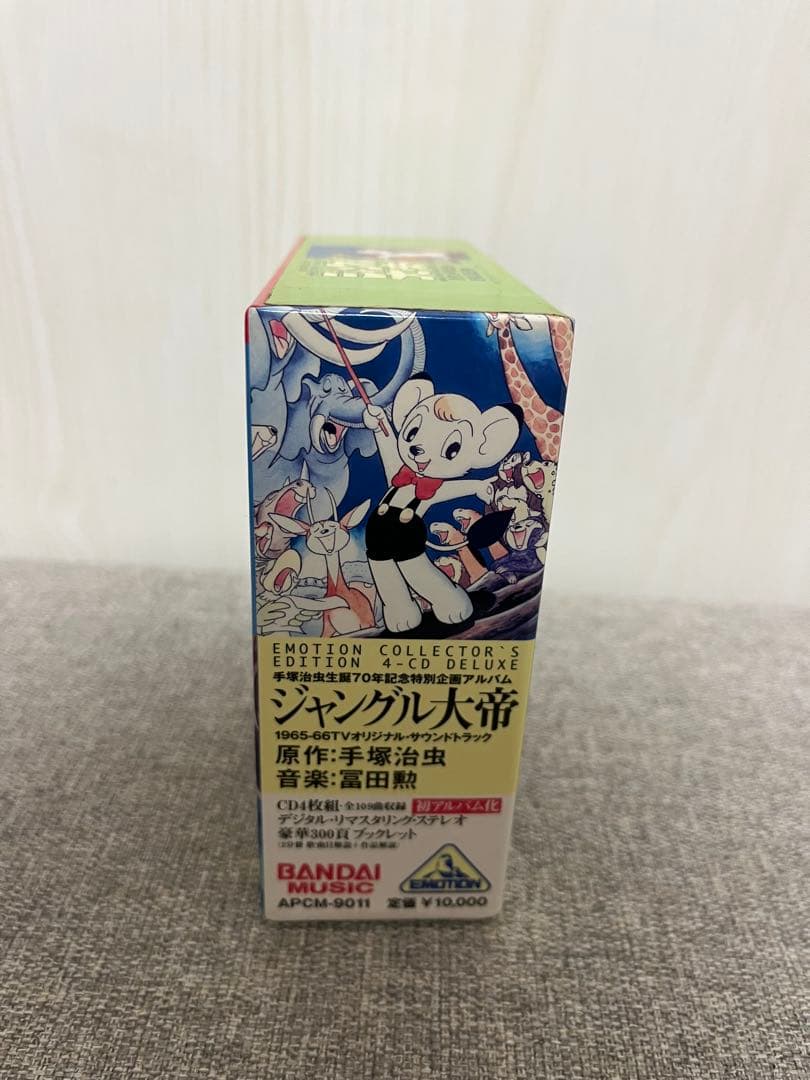 EMOTION COLLECTOR`S
EDITION 4-CD DELUXE
手塚治虫生誕70年記念特別企画アルバム
ジャングル大帝
1965-66TVオリジナル・サウンドトラック
原作:手塚治虫
音楽:冨田勲
CD4枚組・全109曲収録 初アルバム化
デジタル・リマスタリング・ステレオ
豪華300頁ブックレット
BANDAI
MUSIC
EMOTION
APCM-9011 定価 ¥10,000